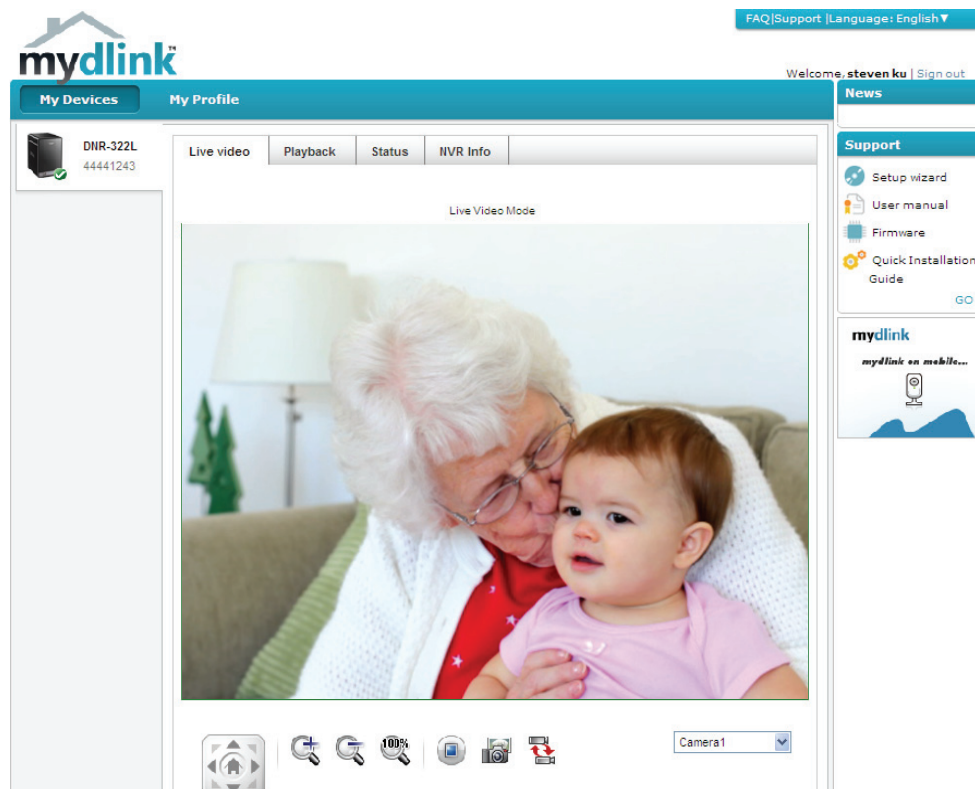 FAQ|Support |Language: English▼
mydlink™
Welcome, steven ku | Sign out
My Devices
My Profile
DNR-322L
44441243
Live video
Playback
Status
NVR Info
Live Video Mode
100%
Camera1
News
Support
Setup wizard
User manual
Firmware
Quick Installation
Guide
GO
mydlink
mydlink on mobile...